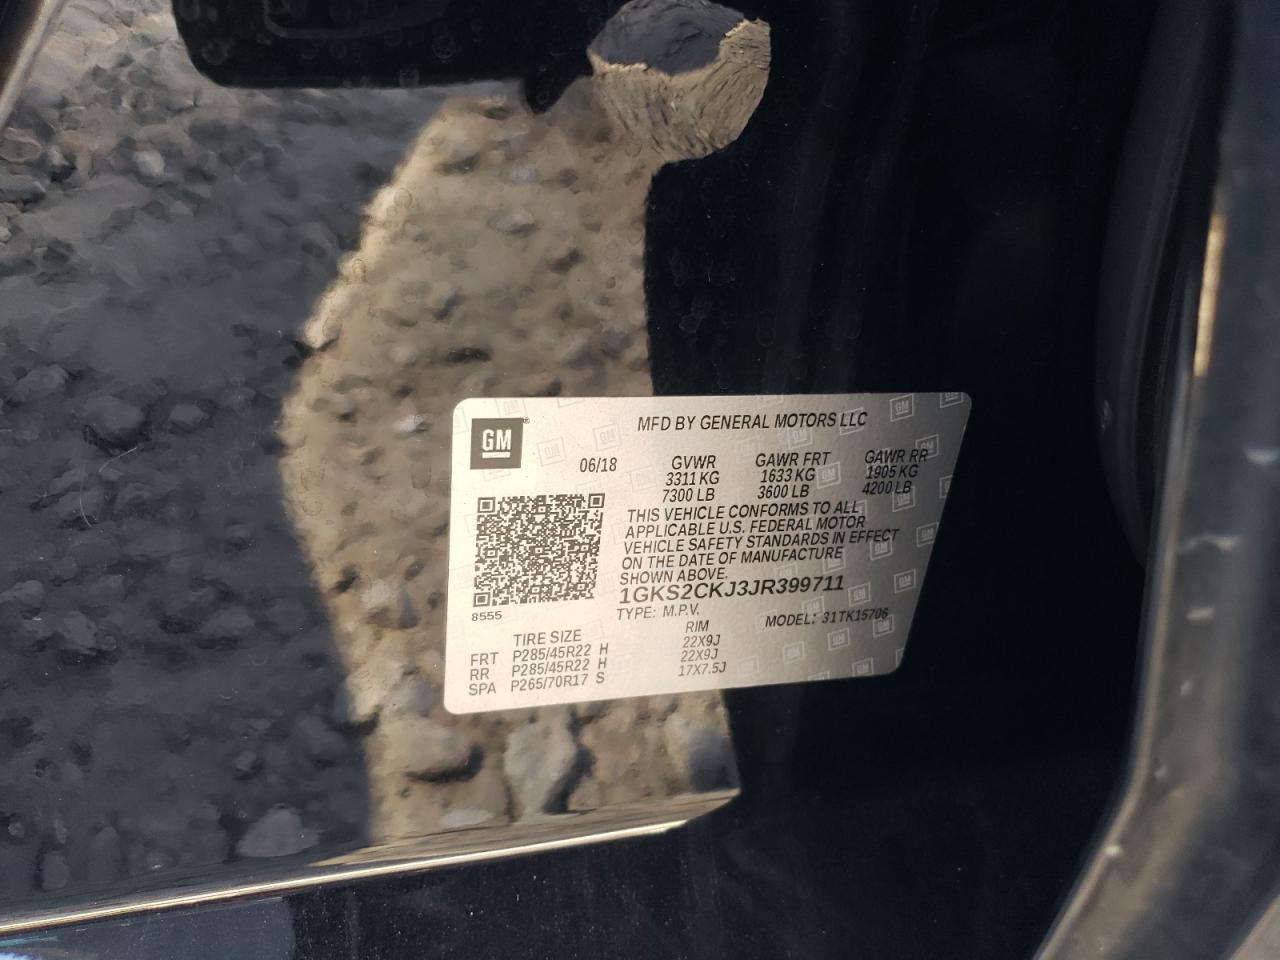 MFD BY GENERAL MOTORS LLC
GM
06/18 GVWR GAWR FRT GAWR RR
3311 KG 1633 KG 1905 KG
7300 LB 3600 LB 4200 LB
THIS VEHICLE CONFORMS TO ALL
APPLICABLE U.S. FEDERAL MOTOR
VEHICLE SAFETY STANDARDS IN EFFECT
ON THE DATE OF MANUFACTURE
SHOWN ABOVE.
1GKS2CKJ3JR399711
8555 TYPE: M.P.V. MODEL: 31TK15706
TIRE SIZE RIM
FRT P285/45R22 H 22X9J
RR P285/45R22 H 22X9J
SPA P265/70R17 S 17X7.5J